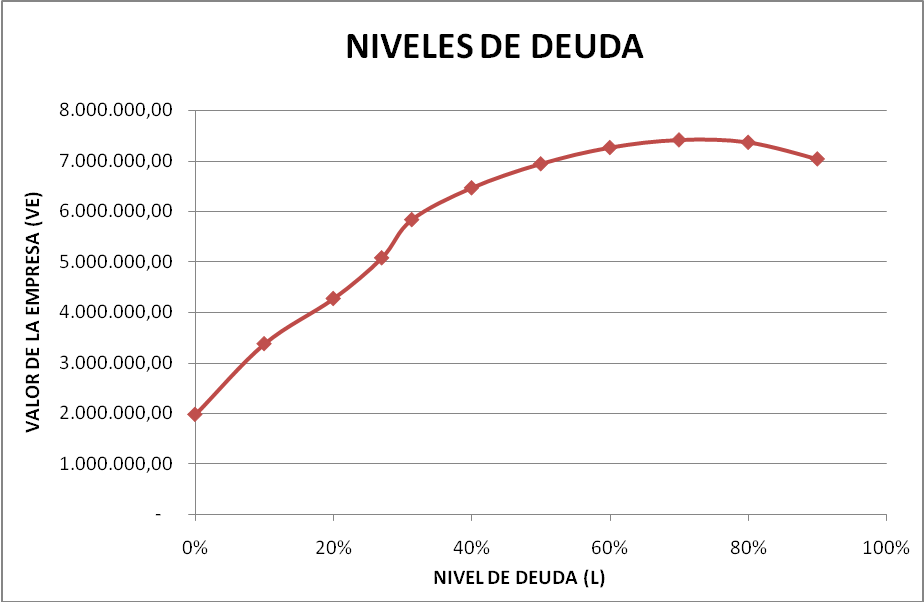 NIVELES DE DEUDA
8.000.000,00
7.000.000,00
6.000.000,00
5.000.000,00
4.000.000,00
3.000.000,00
2.000.000,00
1.000.000,00
-
VALOR DE LA EMPRESA (VE)
0% 20% 40% 60% 80% 100%
NIVEL DE DEUDA (L)